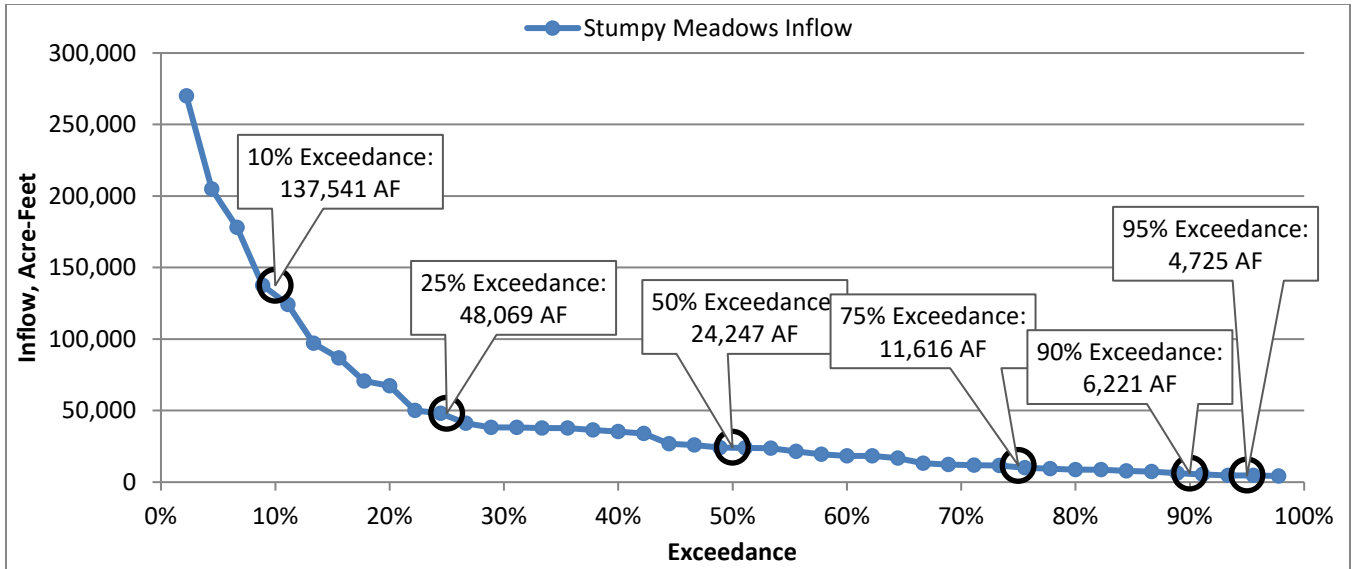 Stumpy Meadows Inflow
300,000
250,000
200,000
150,000
100,000
50,000
0
Inflow, Acre-Feet
10% Exceedance:
137,541 AF
25% Exceedance:
48,069 AF
50% Exceedance
24,247 AF
75% Exceedance:
11,616 AF
90% Exceedance:
6,221 AF
95% Exceedance:
4,725 AF
0% 10% 20% 30% 40% 50% 60% 70% 80% 90% 100%
Exceedance